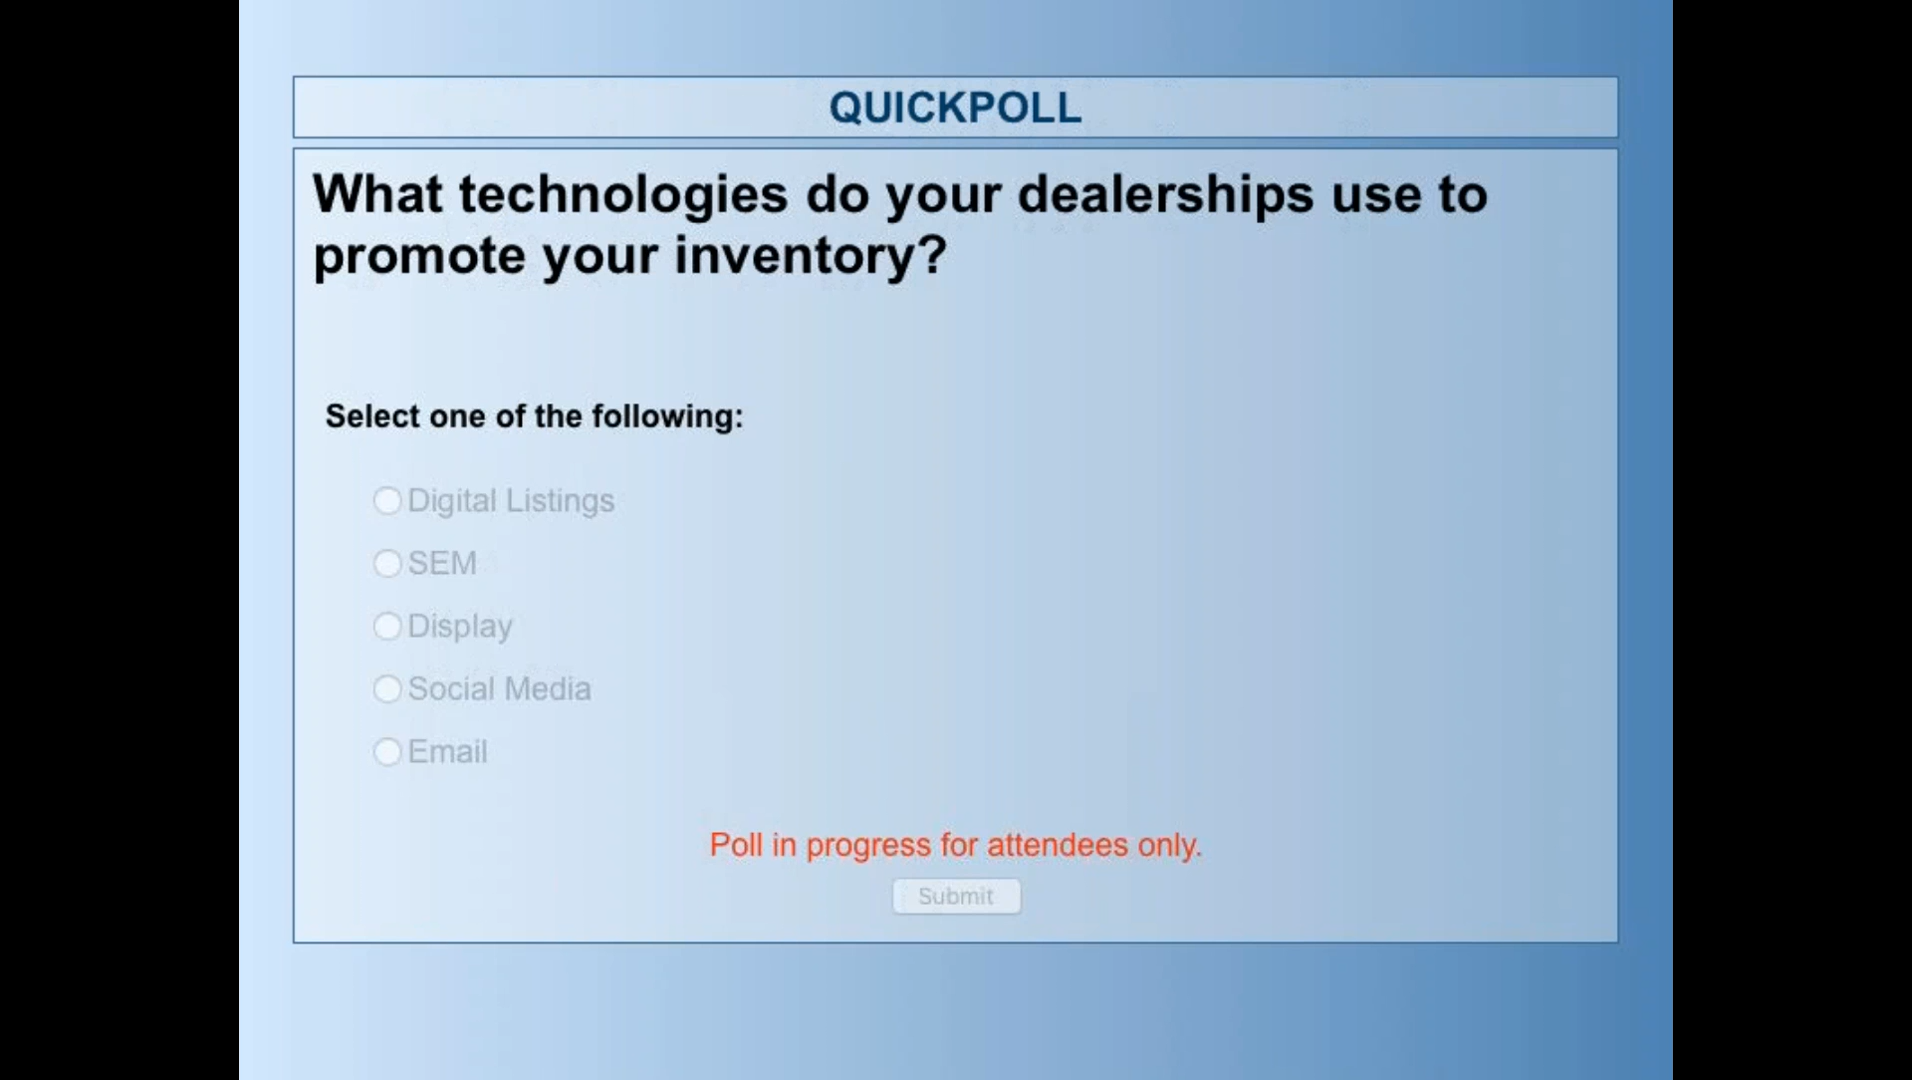 QUICKPOLL
What technologies do your dealerships use to
promote your inventory?
Select one of the following:
Digital Listings
SEM
Display
Social Media
Email
Poll in progress for attendees only.
Submit